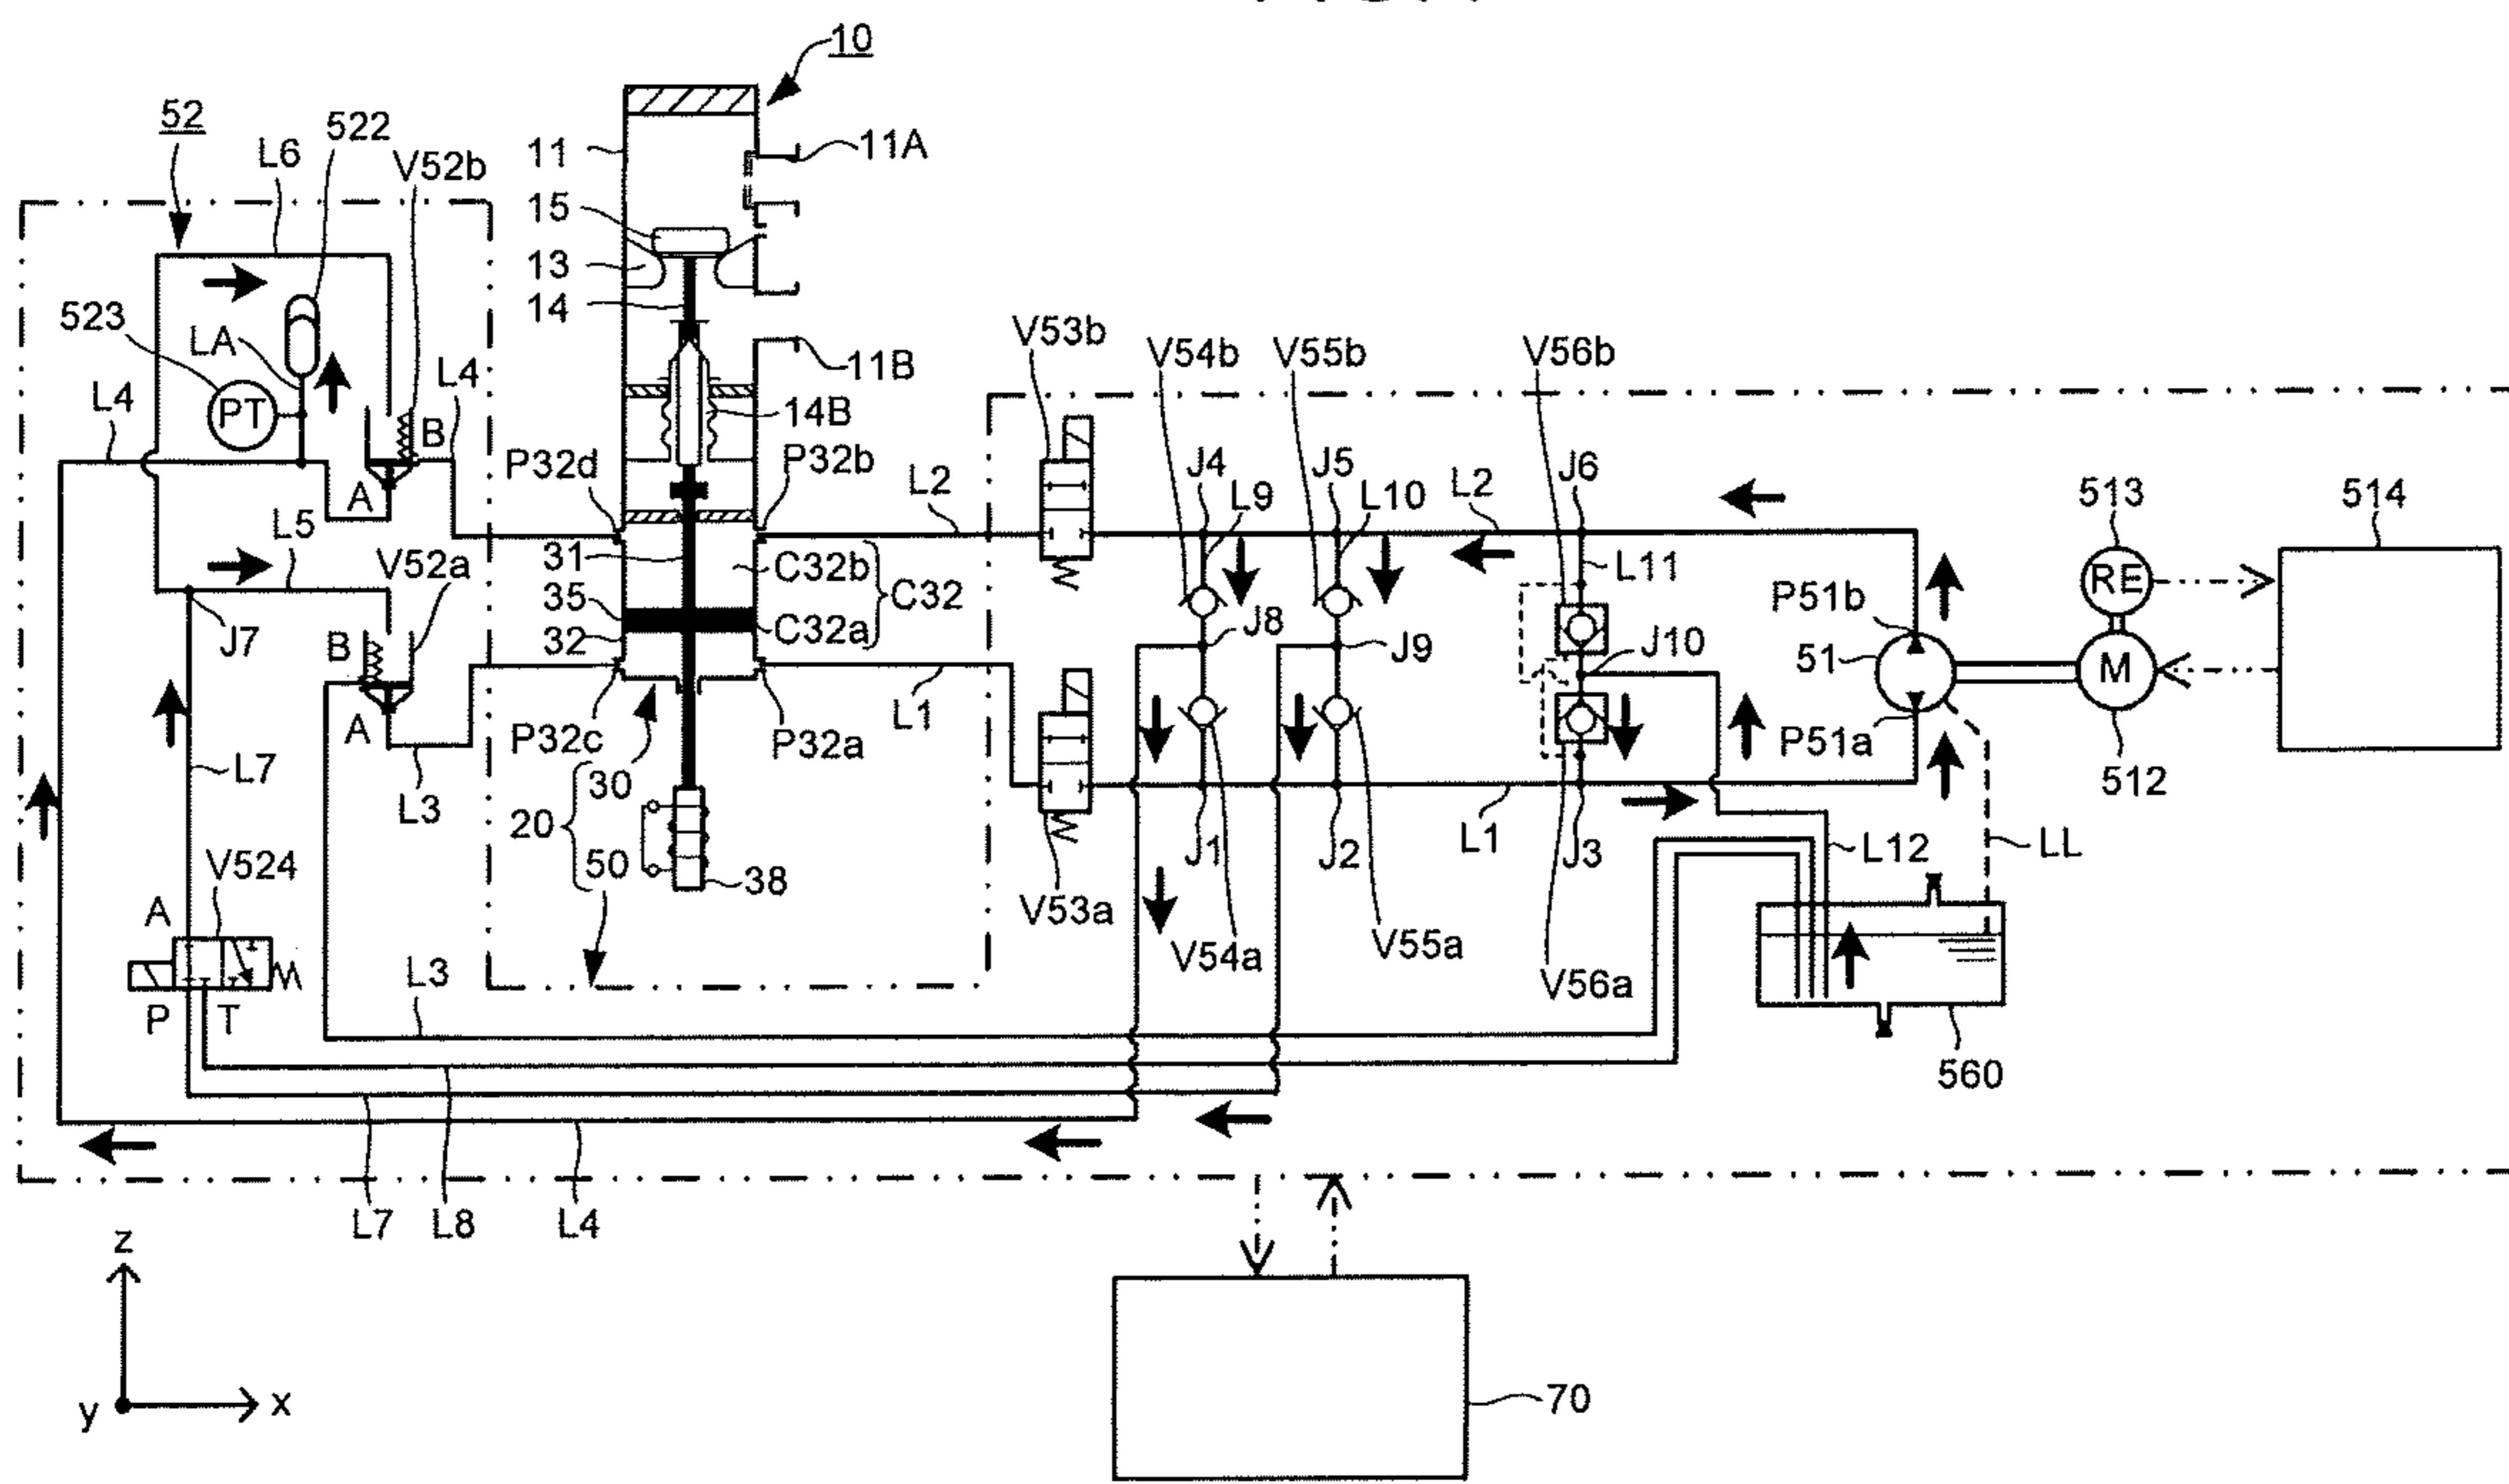 10
52
522
L6
V52b
11
11A
15
13
14
523
LA
L4
L4
PT
B
A
11B
14B
P32d
P32b
L2
V53b
V54b
V55b
V56b
J4
L9
J5
L10
L2
J6
513
514
RE
L5
V52a
31
C32b
C32
35
C32a
32
L11
P51b
J7
B
A
J8
J9
J10
51
M
P32c
P32a
L1
P51a
512
L7
L3
20
30
50
38
V524
A
P
T
V53a
J1
J2
L1
J3
L12
LL
V54a
V55a
V56a
L3
560
L7
L8
L4
z
y
x
70